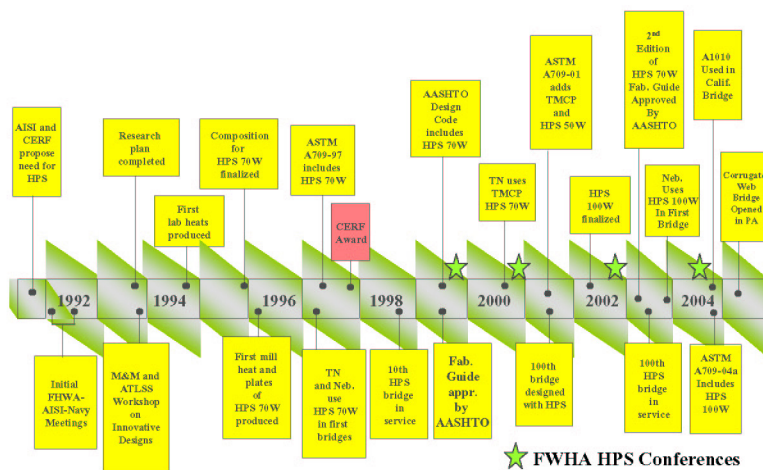 AISI and
CERF
propose
need for
HPS
Research
plan
completed
First
lab heats
produced
Composition
for
HPS 70W
finalized
ASTM
A709-97
includes
HPS 70W
CERF
Award
AASHTO
Design
Code
includes
HPS 70W
TN uses
TMCP
HPS 70W
ASTM
A709-01
adds
TMCP
and
HPS 50W
HPS
100W
finalized
2nd
Edition
of
HPS 70W
Fab. Guide
Approved
By
AASHTO
Neb.
Uses
HPS 100W
In First
Bridge
A1010
Used in
Calif.
Bridge
Corrugate
Web
Bridge
Opened
in PA
1992
1994
1996
1998
2000
2002
2004
Initial
FHWA-
AISI-Navy
Meetings
M&M and
ATLSS
Workshop
on
Innovative
Designs
First mill
heat and
plates
of
HPS 70W
produced
TN
and Neb.
use
HPS 70W
in first
bridges
10th
HPS
bridge
in
service
Fab.
Guide
appr.
by
AASHTO
100th
bridge
designed
with HPS
100th
HPS
bridge
in
service
ASTM
A709-04a
Includes
HPS
100W
FWHA HPS Conferences